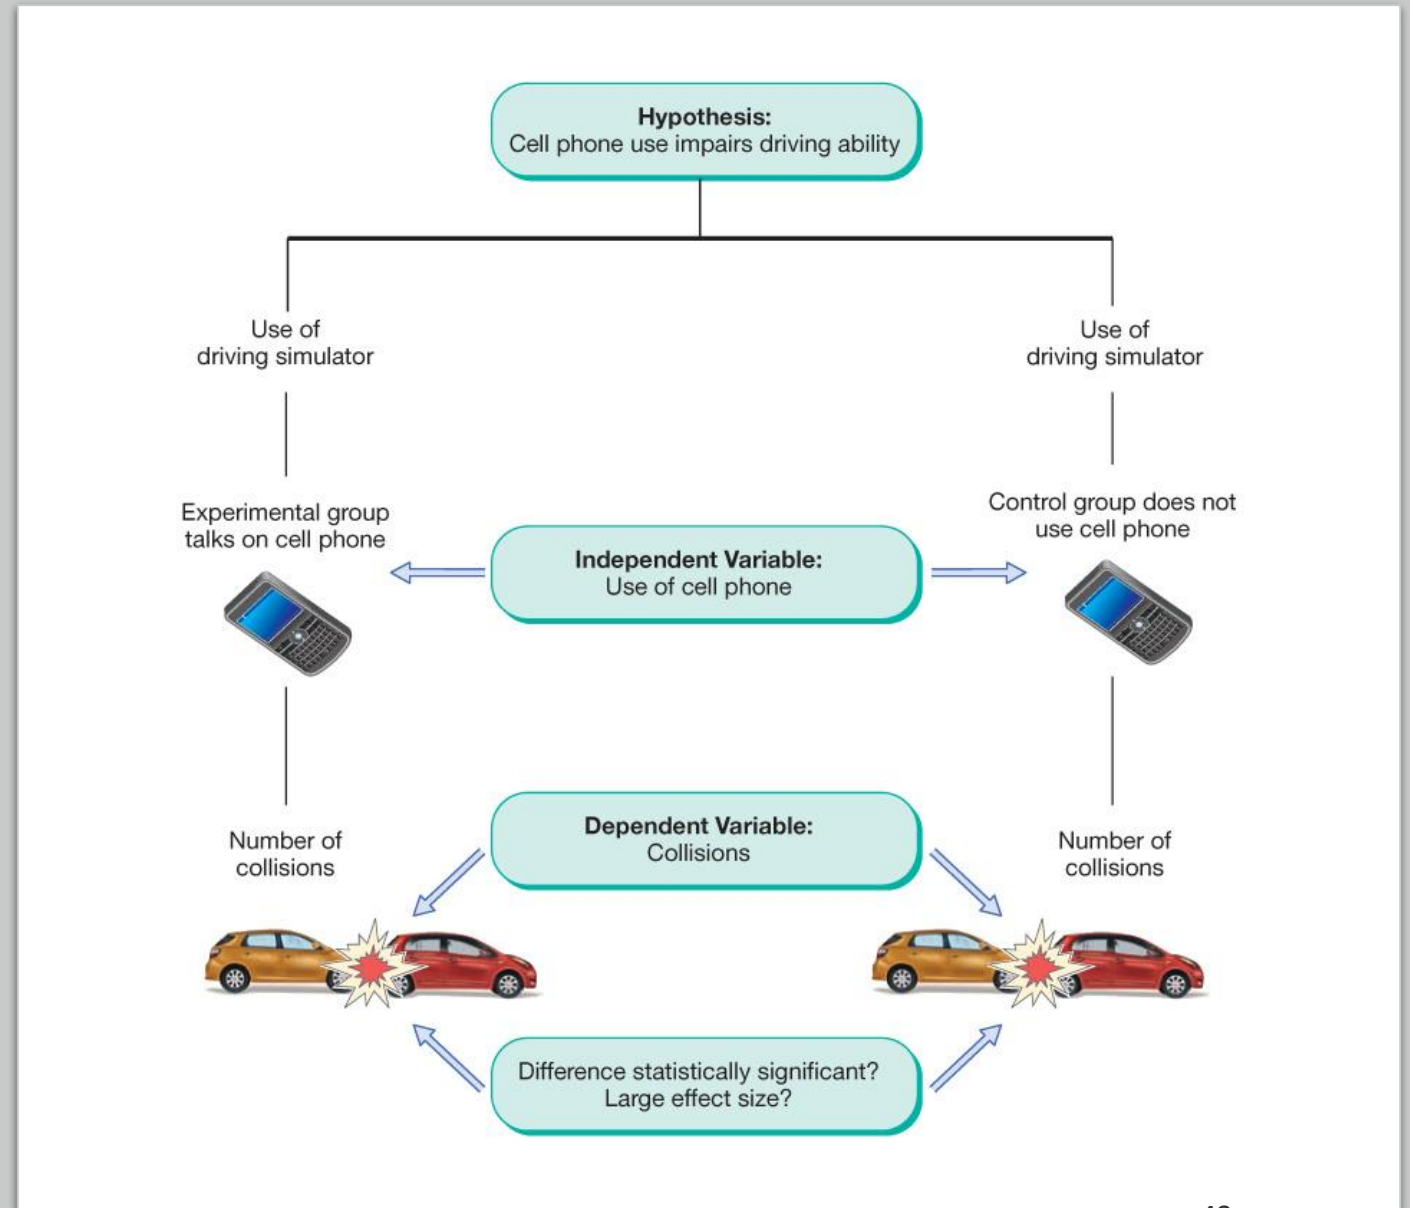 Hypothesis:
Cell phone use impairs driving ability
Use of
driving simulator
Use of
driving simulator
Experimental group
talks on cell phone
Independent Variable:
Use of cell phone
Control group does not
use cell phone
Number of
collisions
Dependent Variable:
Collisions
Number of
collisions
Difference statistically significant?
Large effect size?